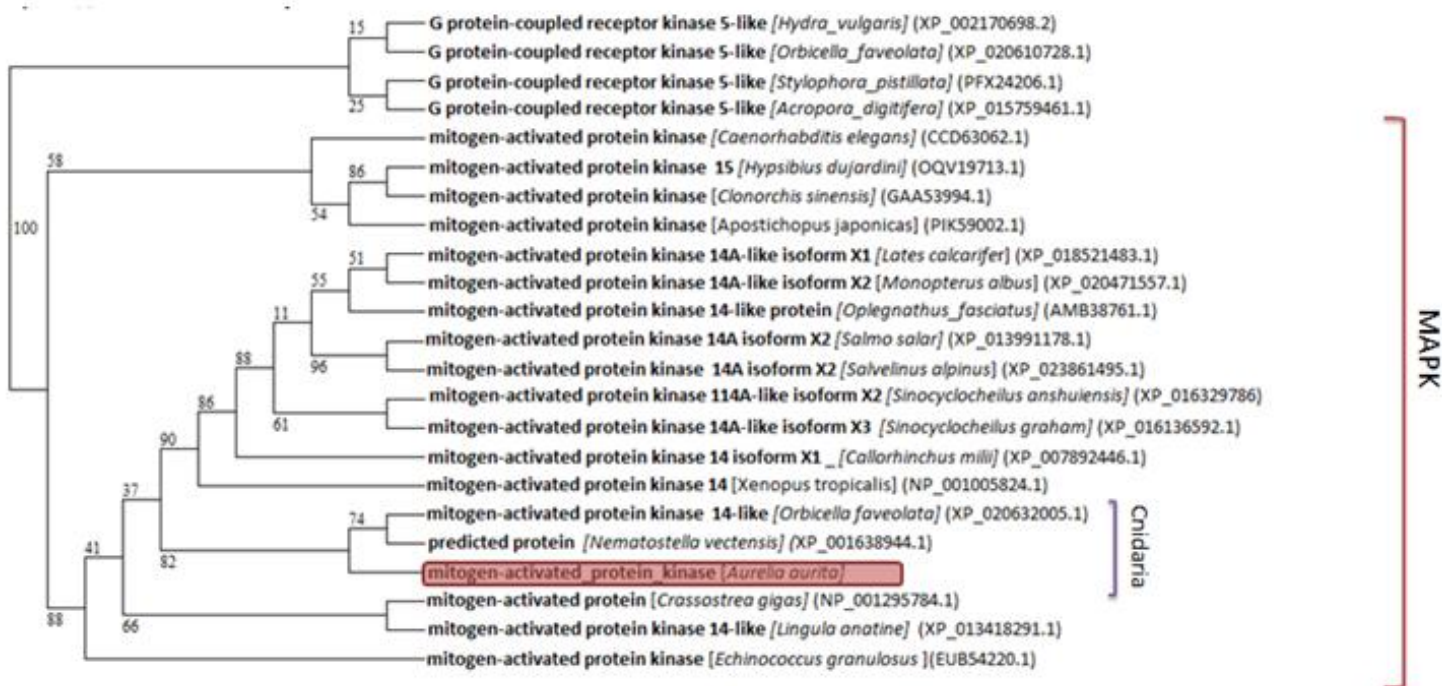 G protein-coupled receptor kinase 5-like [Hydra_vulgaris] (XP_002170698.2)
15
G protein-coupled receptor kinase 5-like [Orbicella_faveolata] (XP_020610728.1)
G protein-coupled receptor kinase 5-like [Stylophora_pistillata] (PFX24206.1)
25
G protein-coupled receptor kinase 5-like [Acropora_digitifera] (XP_015759461.1)
mitogen-activated protein kinase [Caenorhabditis elegans] (CCD63062.1)
58
mitogen-activated protein kinase 15 [Hypsibius dujardini] (OQV19713.1)
86
mitogen-activated protein kinase [Clonorchis sinensis] (GAA53994.1)
54
mitogen-activated protein kinase [Apostichopus japonicas] (PIK59002.1)
100
mitogen-activated protein kinase 14A-like isoform X1 [Lates calcarifer] (XP_018521483.1)
51
mitogen-activated protein kinase 14A-like isoform X2 [Monopterus albus] (XP_020471557.1)
55
mitogen-activated protein kinase 14-like protein [Oplegnathus_fasciatus] (AMB38761.1)
11
mitogen-activated protein kinase 14A isoform X2 [Salmo salar] (XP_013991178.1)
96
mitogen-activated protein kinase 14A isoform X2 [Salvelinus alpinus] (XP_023861495.1)
88
mitogen-activated protein kinase 114A-like isoform X2 [Sinocyclocheilus anshuiensis] (XP_016329786)
61
mitogen-activated protein kinase 14A-like isoform X3 [Sinocyclocheilus graham] (XP_016136592.1)
86
mitogen-activated protein kinase 14 isoform X1_ [Callorhinchus milii] (XP_007892446.1)
90
mitogen-activated protein kinase 14 [Xenopus tropicalis] (NP_001005824.1)
37
mitogen-activated protein kinase 14-like [Orbicella faveolata] (XP_020632005.1)
74
predicted protein [Nematostella vectensis] (XP_001638944.1)
82
mitogen-activated_protein_kinase [Aurelia aurita]
41
mitogen-activated protein [Crassostrea gigas] (NP_001295784.1)
88
66
mitogen-activated protein kinase 14-like [Lingula anatine] (XP_013418291.1)
mitogen-activated protein kinase [Echinococcus granulosus ](EUB54220.1)
Cnidaria
MAPK